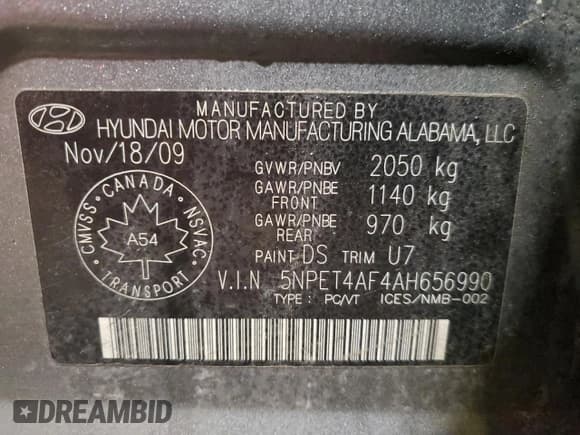 MANUFACTURED BY
HYUNDAI MOTOR MANUFACTURING ALABAMA, LLC
Nov/18/09
GVWR/PNBV 2050 kg
GAWR/PNBE FRONT 1140 kg
GAWR/PNBE REAR 970 kg
CANADA
CMVSS
NSVAC
A54
TRANSPORT
PAINT DS TRIM U7
V.I.N 5NPET4AF4AH656990
TYPE : PC/VT ICES/NMB-002
DREAMBID